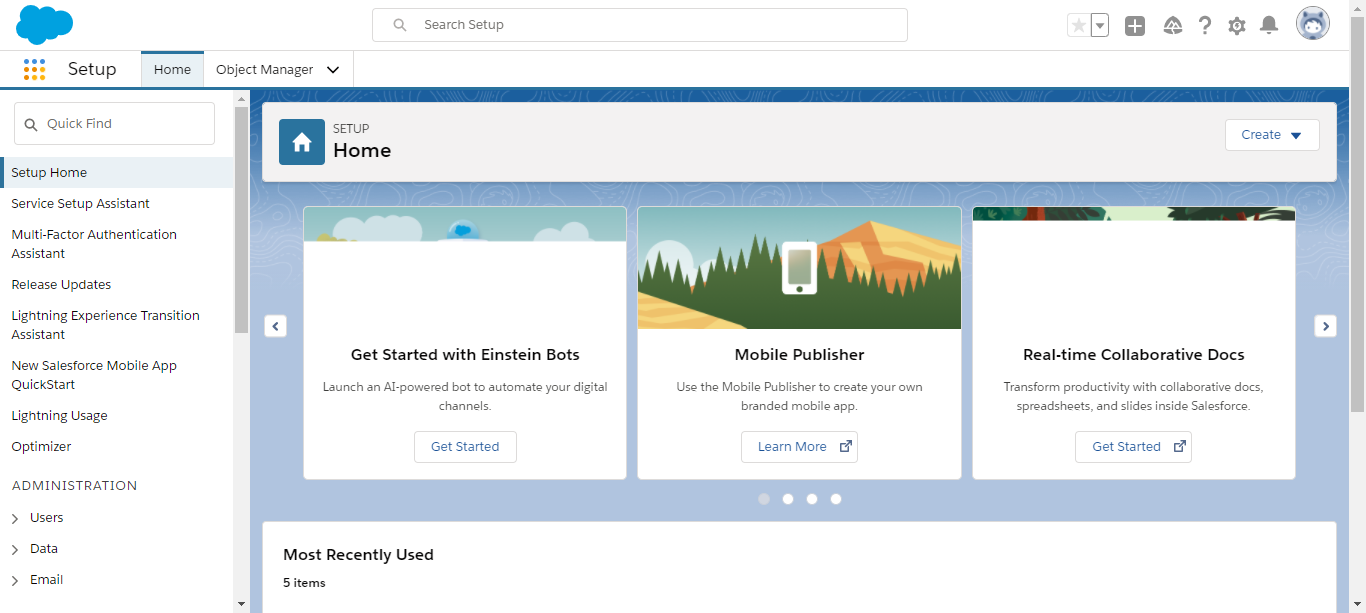 Search Setup
Setup
Home
Object Manager
Quick Find
Setup Home
Service Setup Assistant
Multi-Factor Authentication
Assistant
Release Updates
Lightning Experience Transition
Assistant
New Salesforce Mobile App
QuickStart
Lightning Usage
Optimizer
ADMINISTRATION
Users
Data
Email
SETUP
Home
Create
Get Started with Einstein Bots
Launch an AI-powered bot to automate your digital
channels.
Get Started
Mobile Publisher
Use the Mobile Publisher to create your own
branded mobile app.
Learn More
Real-time Collaborative Docs
Transform productivity with collaborative docs,
spreadsheets, and slides inside Salesforce.
Get Started
Most Recently Used
5 items